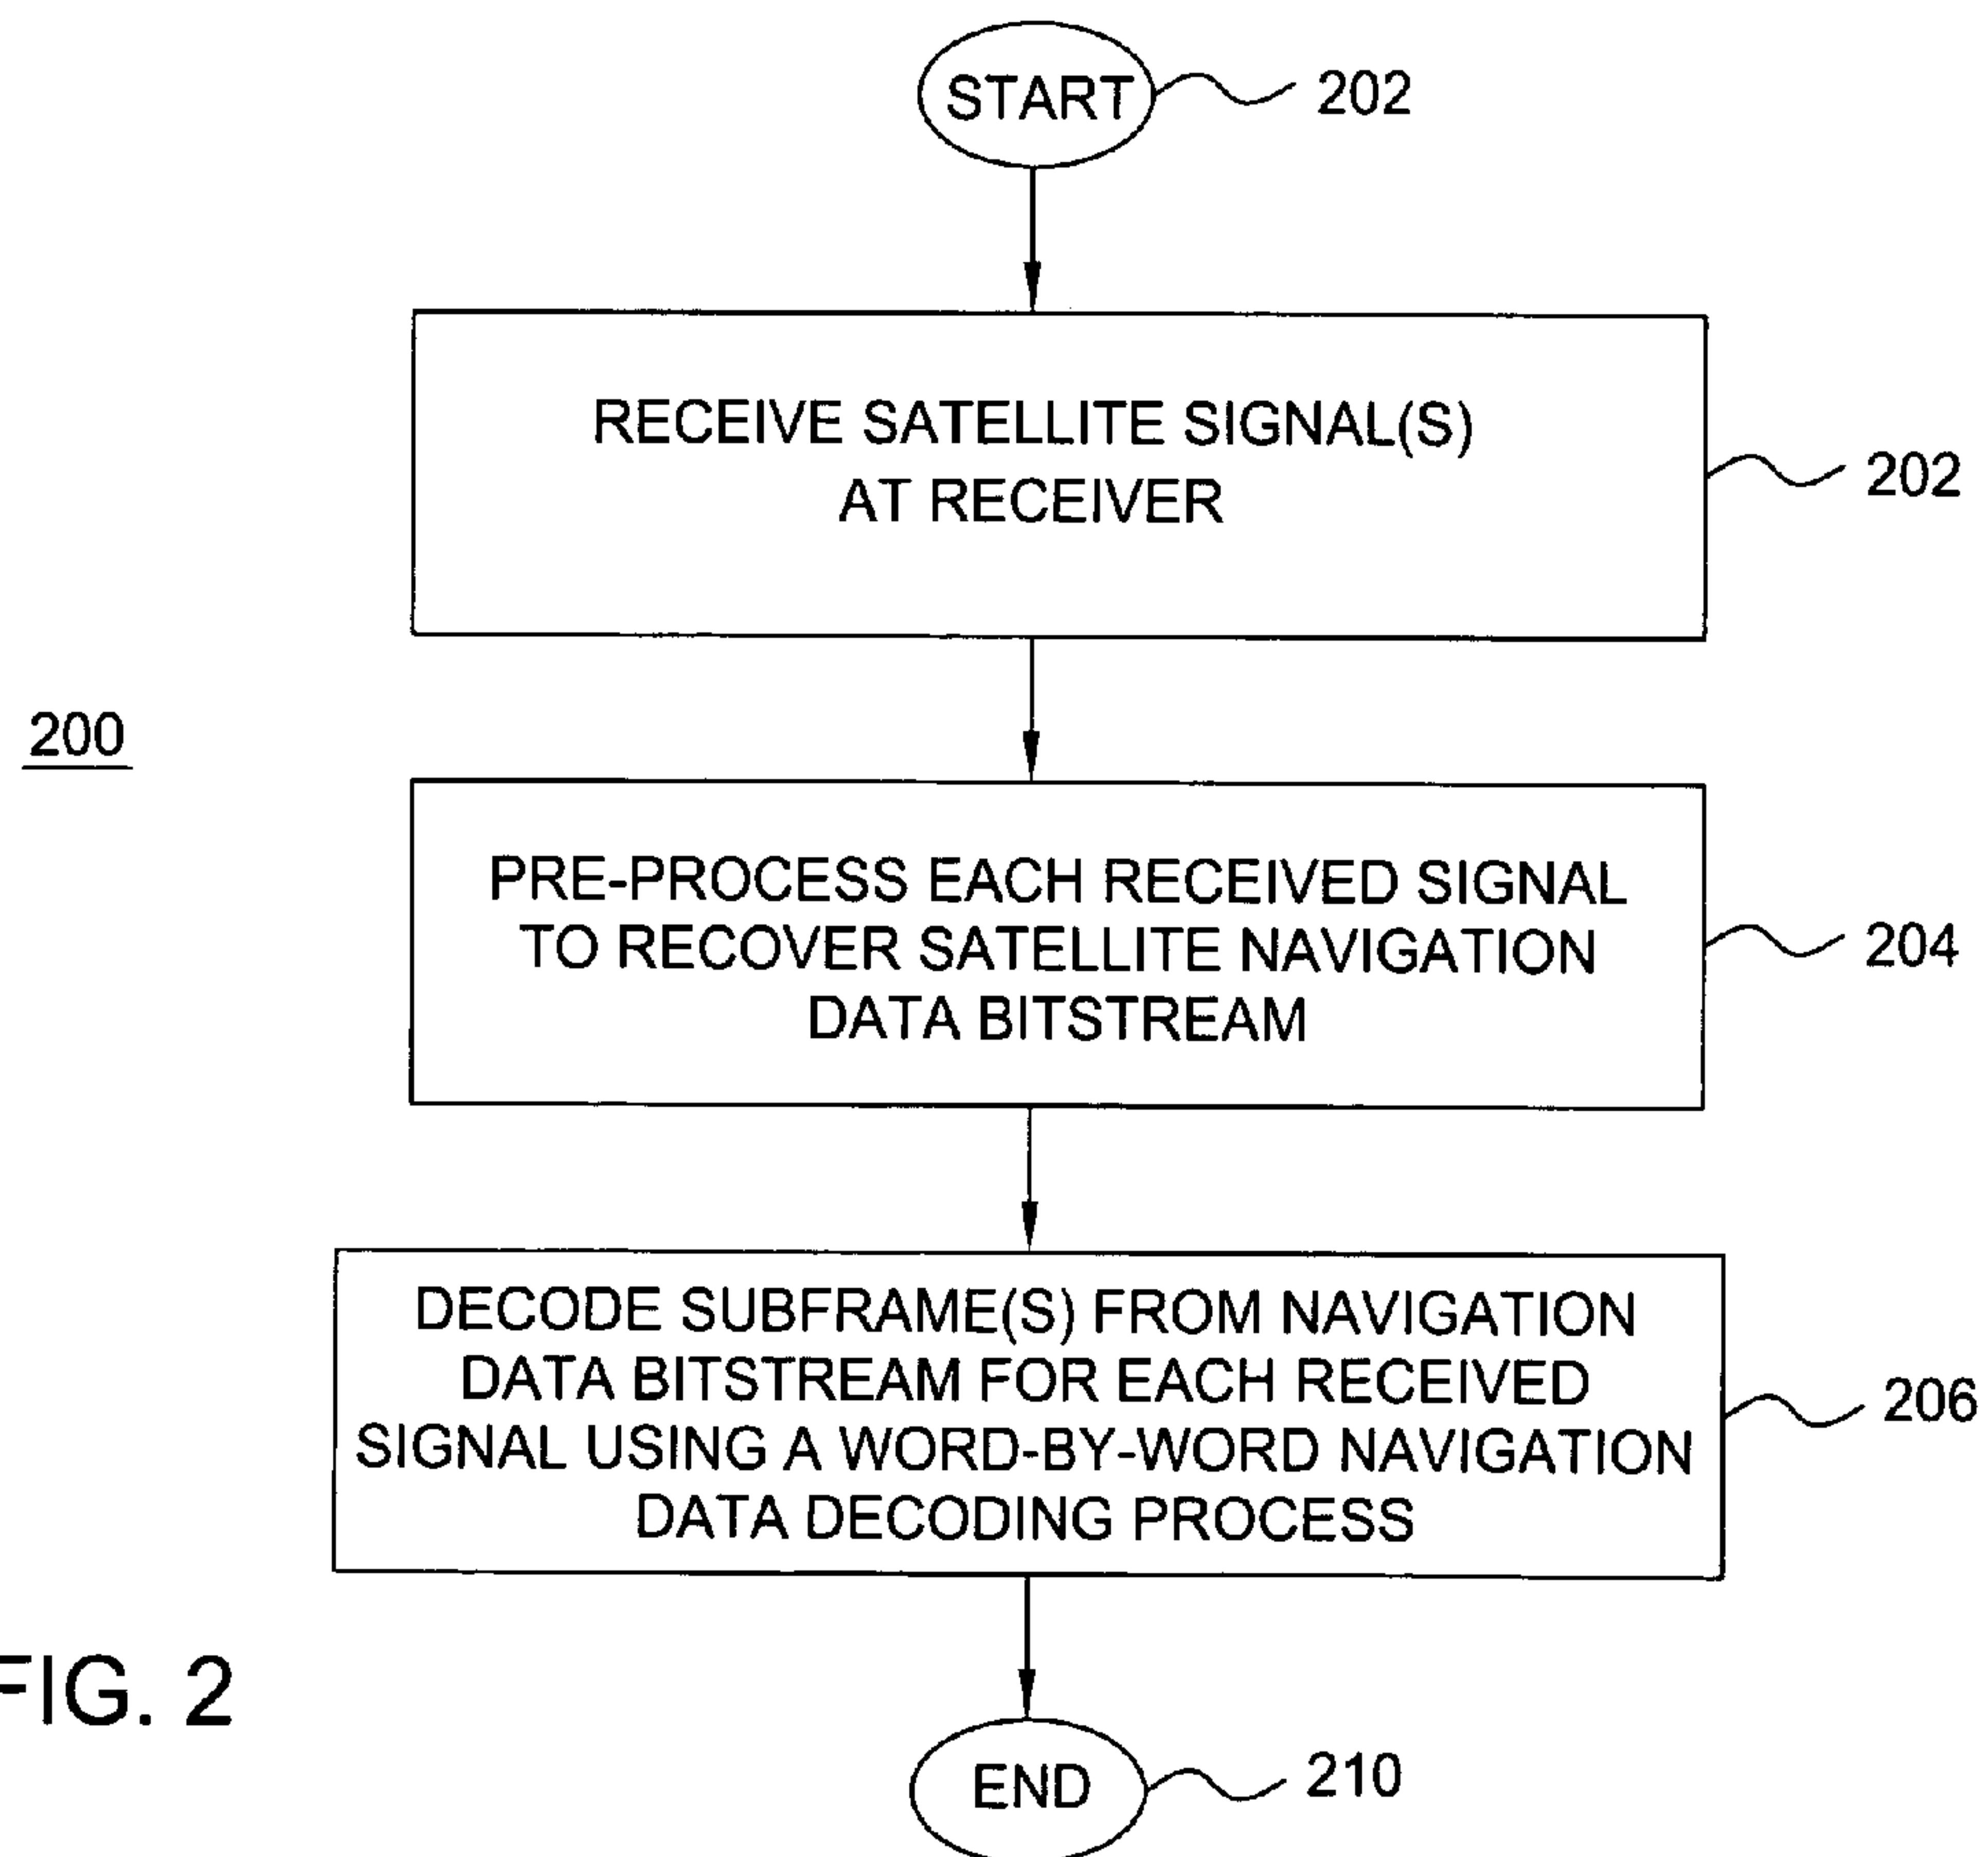 START 202
RECEIVE SATELLITE SIGNAL(S)
AT RECEIVER
202
200
PRE-PROCESS EACH RECEIVED SIGNAL
TO RECOVER SATELLITE NAVIGATION
DATA BITSTREAM
204
DECODE SUBFRAME(S) FROM NAVIGATION
DATA BITSTREAM FOR EACH RECEIVED
SIGNAL USING A WORD-BY-WORD NAVIGATION
DATA DECODING PROCESS
206
FIG. 2
END 210